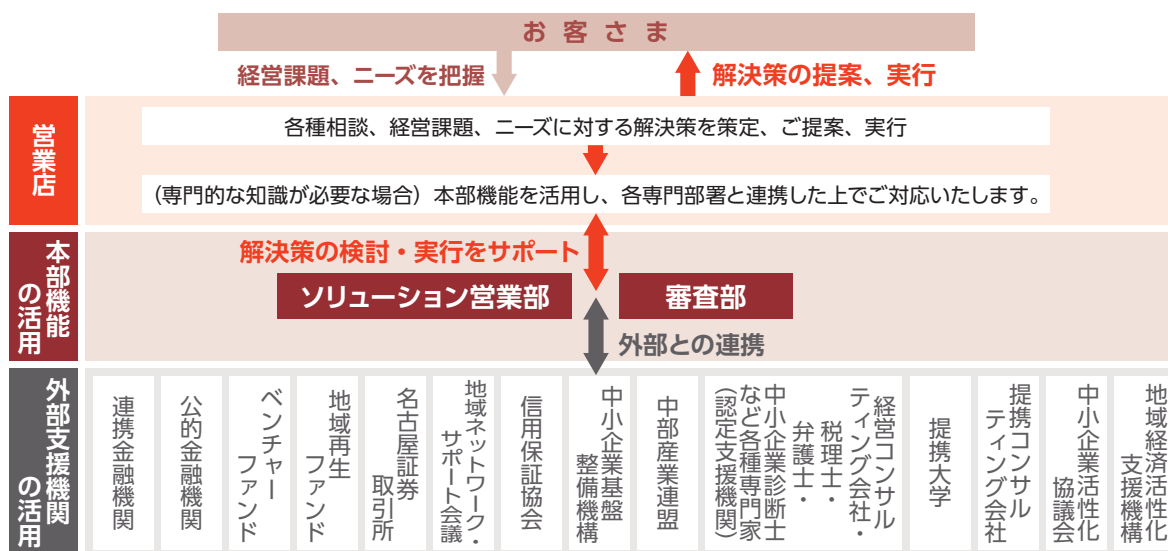 お客さま
経営課題、ニーズを把握
解決策の提案、実行
営業店
各種相談、経営課題、ニーズに対する解決策を策定、ご提案、実行
(専門的な知識が必要な場合)本部機能を活用し、各専門部署と連携した上でご対応いたします。
本部機能
の活用
解決策の検討・実行をサポート
ソリューション営業部
審査部
外部との連携
外部支援機関
の活用
連携金融機関
公的金融機関
ベンチャー
ファンド
地域再生
ファンド
名古屋証券
取引所
地域ネットワーク・
サポート会議
信用保証協会
中小企業基盤
整備機構
中部産業連盟
経営コンサル
ティング会社・
税理士・
弁護士・
中小企業診断士
など各種専門家
(認定支援機関)
提携大学
提携コンサル
ティング会社
中小企業活性化
協議会
地域経済活性化
支援機構